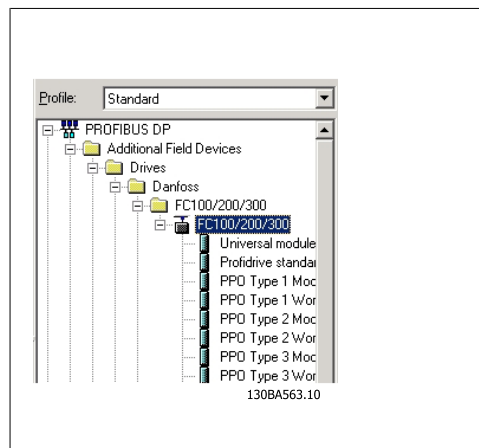 Profile: Standard
PROFIBUS DP
Additional Field Devices
Drives
Danfoss
FC100/200/300
FC100/200/300
Universal module
Profidrive standar
PPO Type 1 Moc
PPO Type 1 Wor
PPO Type 2 Moc
PPO Type 2 Wor
PPO Type 3 Moc
PPO Type 3 Wor
130BA563.10